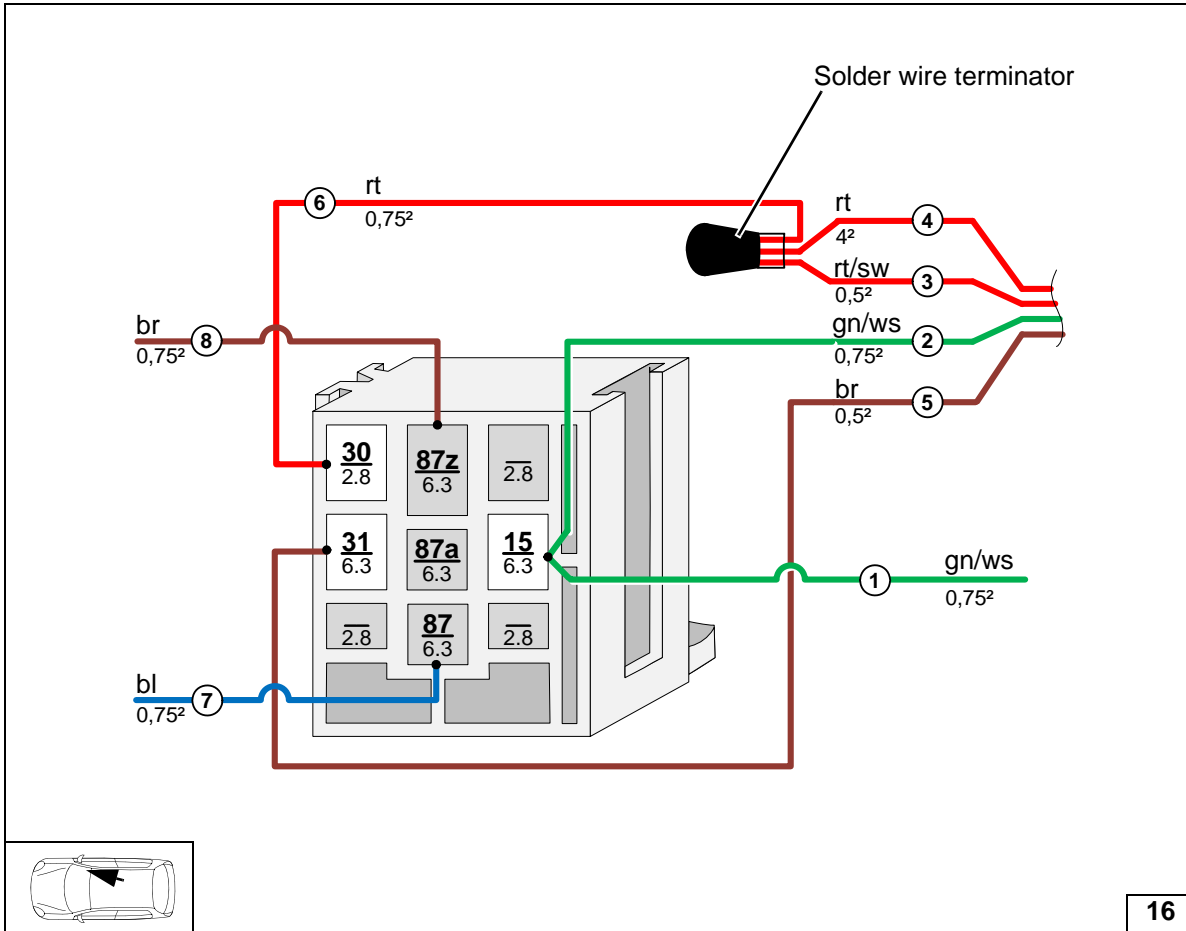 Solder wire terminator
6
rt
0,75²
rt
4²
4
rt/sw
0,5²
3
br
0,75²
8
gn/ws
0,75²
2
br
0,5²
5
30
2.8
87z
6.3
2.8
31
6.3
87a
6.3
15
6.3
1
gn/ws
0,75²
2.8
87
6.3
2.8
bl
0,75²
7
16